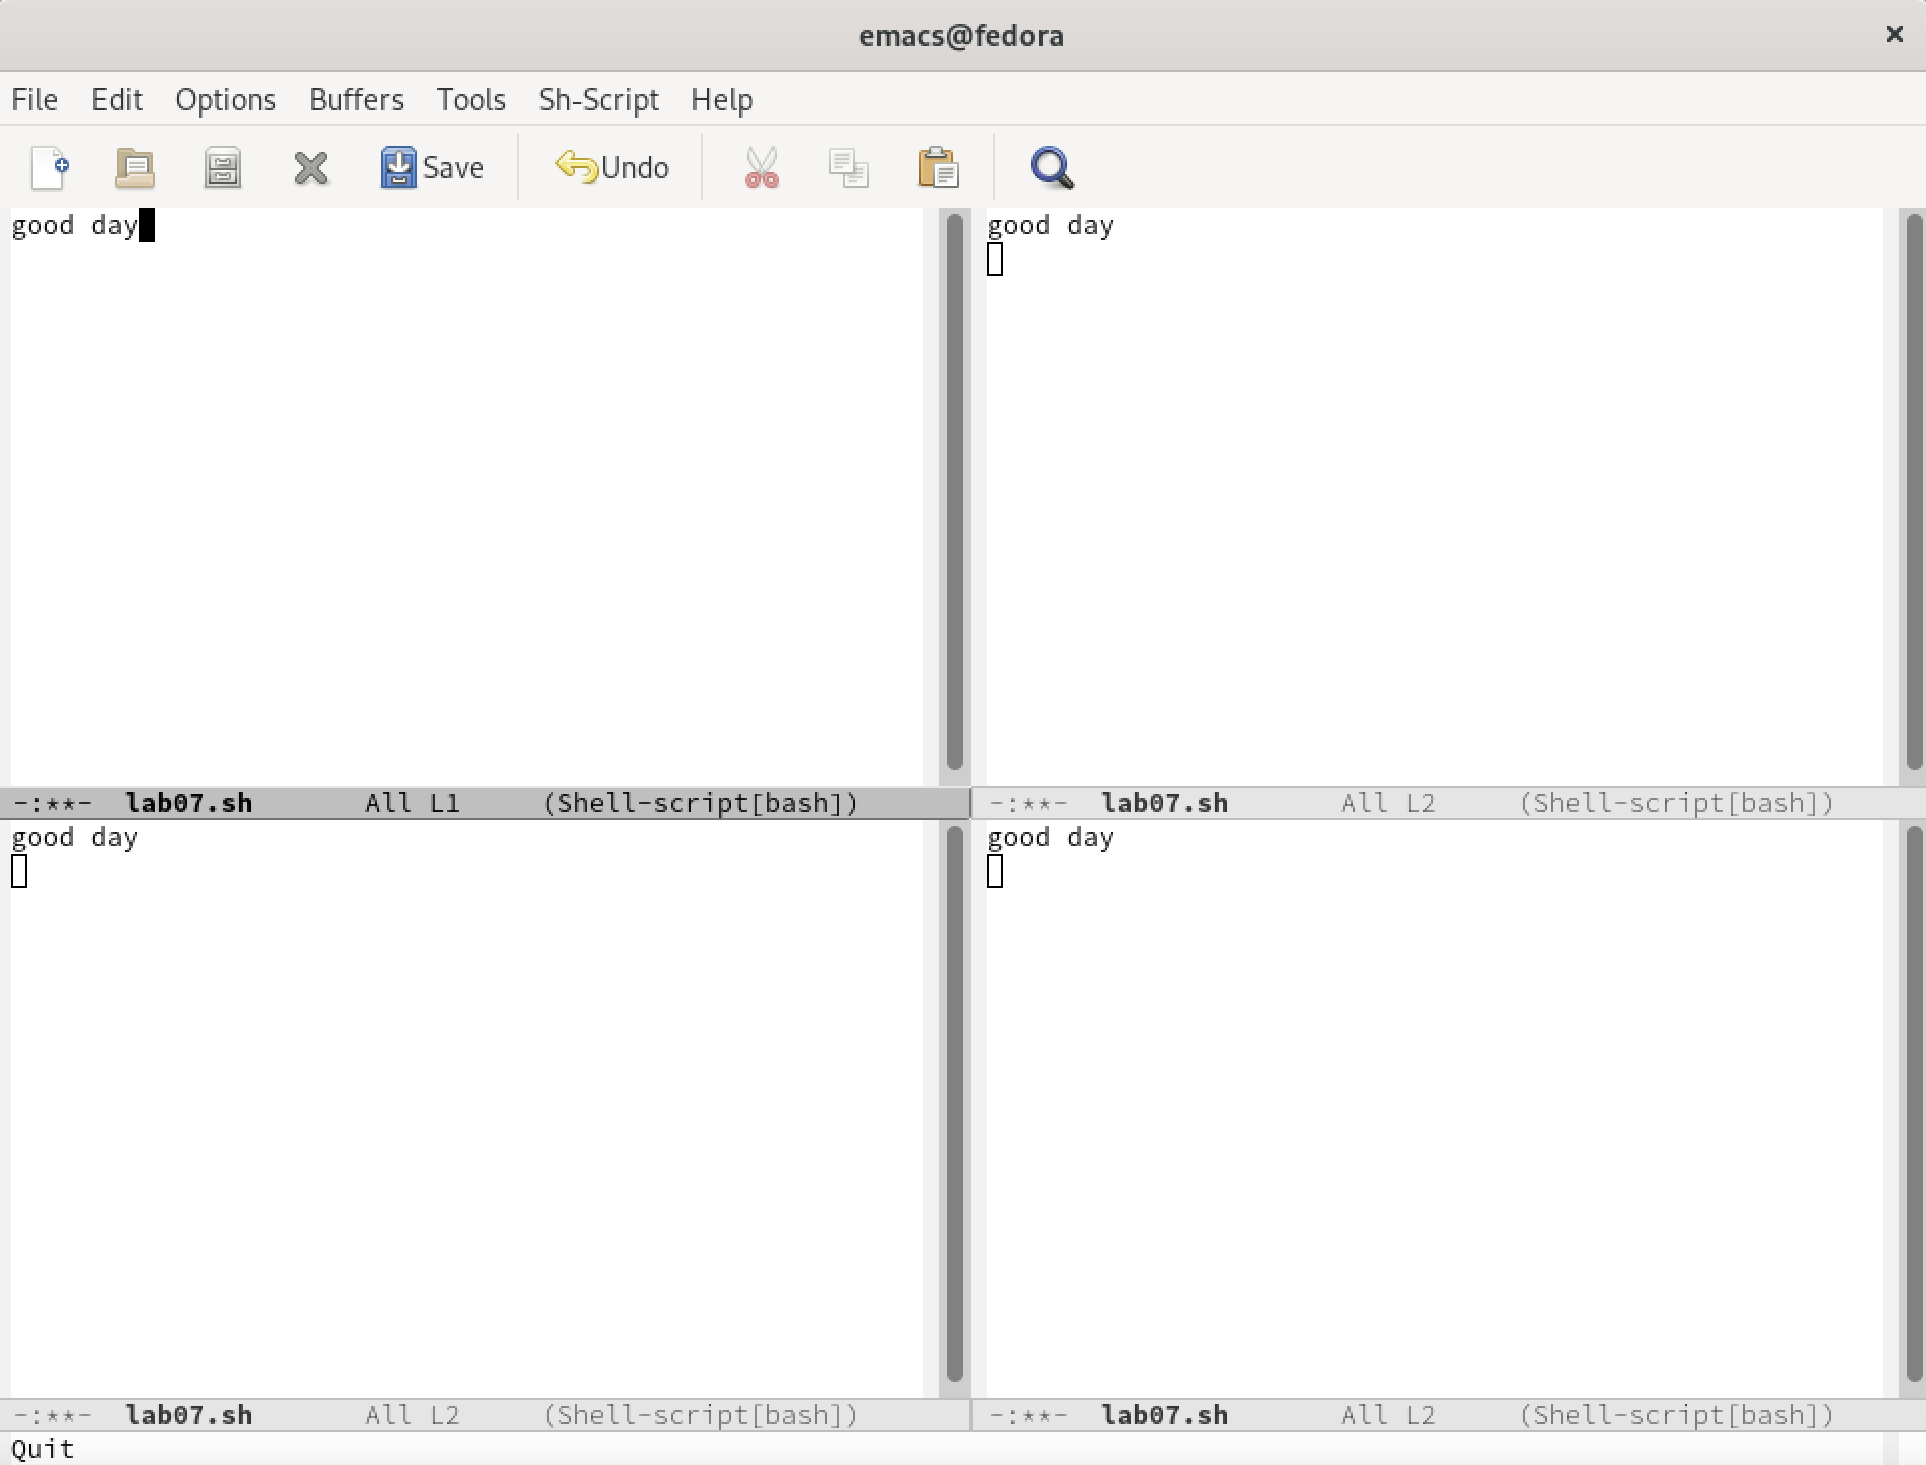 emacs@fedora ×
File Edit Options Buffers Tools Sh-Script Help
Save Undo
good day
good day
-:**- lab07.sh All L1 (Shell-script[bash])
-:**- lab07.sh All L2 (Shell-script[bash])
good day
good day
-:**- lab07.sh All L2 (Shell-script[bash])
-:**- lab07.sh All L2 (Shell-script[bash])
Quit